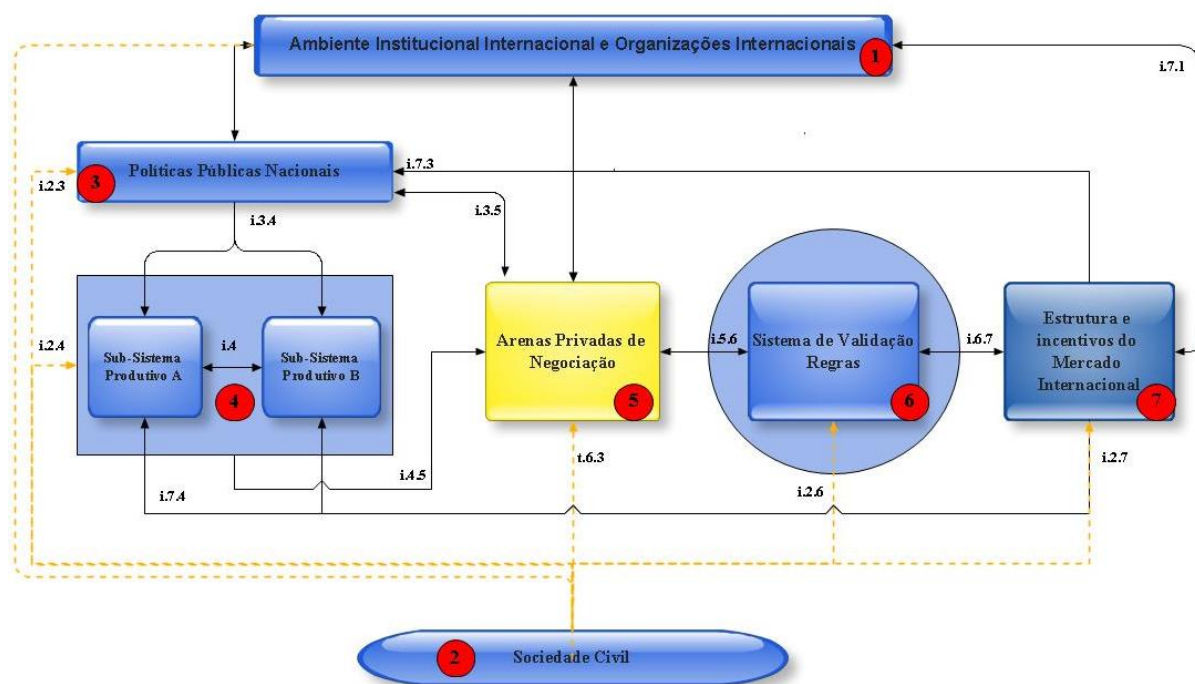 Ambiente Institucional Internacional e Organizações Internacionais
1
i.7.1
Políticas Públicas Nacionais
3
i.7.3
i.2.3
i.3.4
i.3.5
Sub-Sistema
Produtivo A
i.4
Sub-Sistema
Produtivo B
4
i.2.4
Arenas Privadas de
Negociação
5
i.5.6
Sistema de Validação
Regras
6
i.6.7
Estrutura e
incentivos do
Mercado
Internacional
7
i.4.5
t.6.3
i.2.7
i.7.4
i.2.6
2
Sociedade Civil